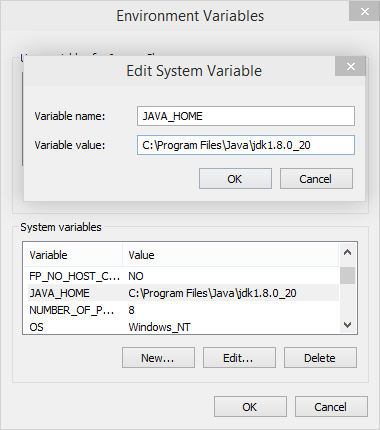 Environment Variables
Edit System Variable
Variable name: JAVA_HOME
Variable value: C:\Program Files\Java\jdk1.8.0_20
OK Cancel
System variables
Variable Value
FP_NO_HOST_C... NO
JAVA_HOME C:\Program Files\Java\jdk1.8.0_20
NUMBER_OF_P... 8
OS Windows_NT
New... Edit... Delete
OK Cancel